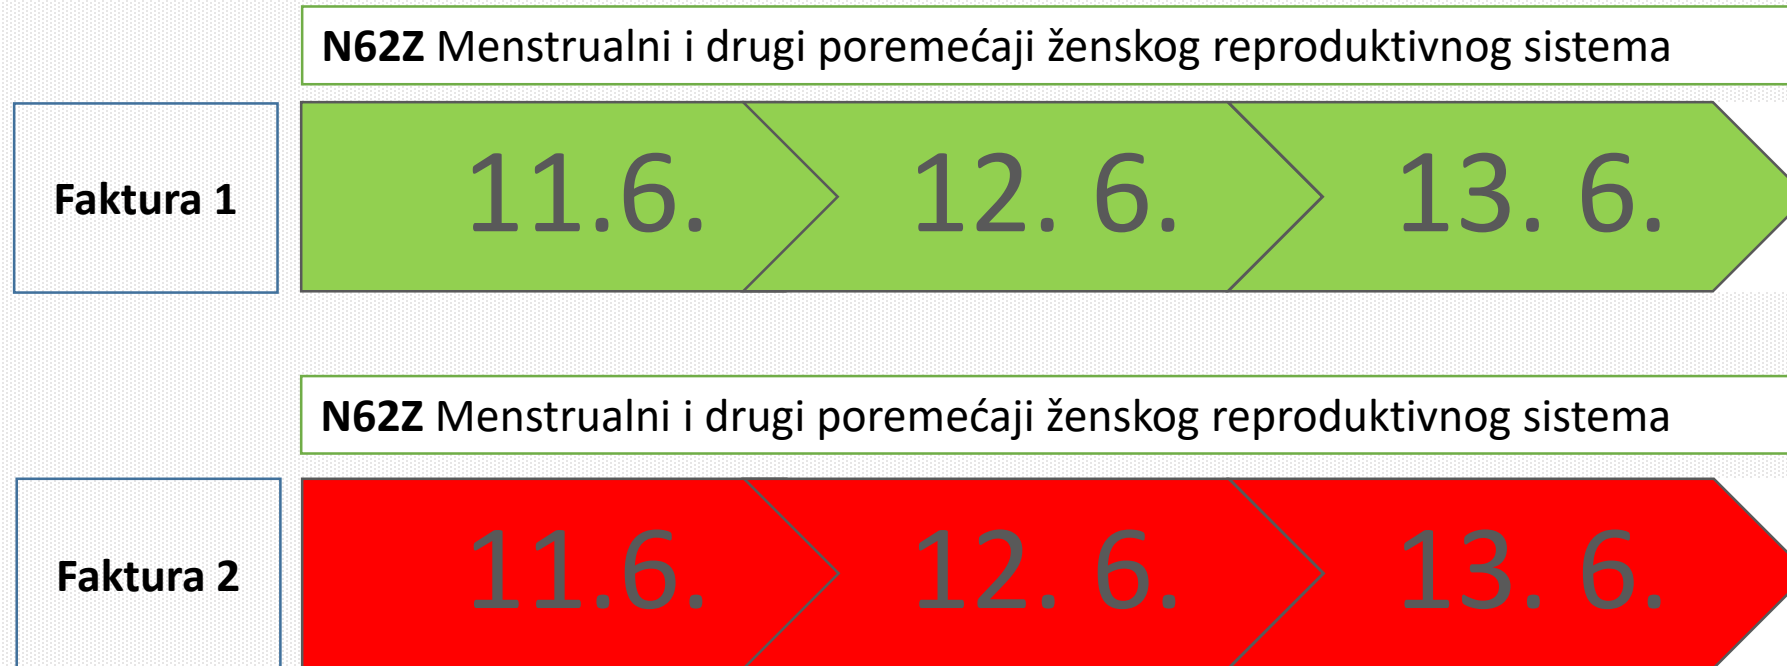 N62Z Menstrualni i drugi poremećaji ženskog reproduktivnog sistema
Faktura 1
11.6.
12. 6.
13. 6.
N62Z Menstrualni i drugi poremećaji ženskog reproduktivnog sistema
Faktura 2
11.6.
12. 6.
13. 6.